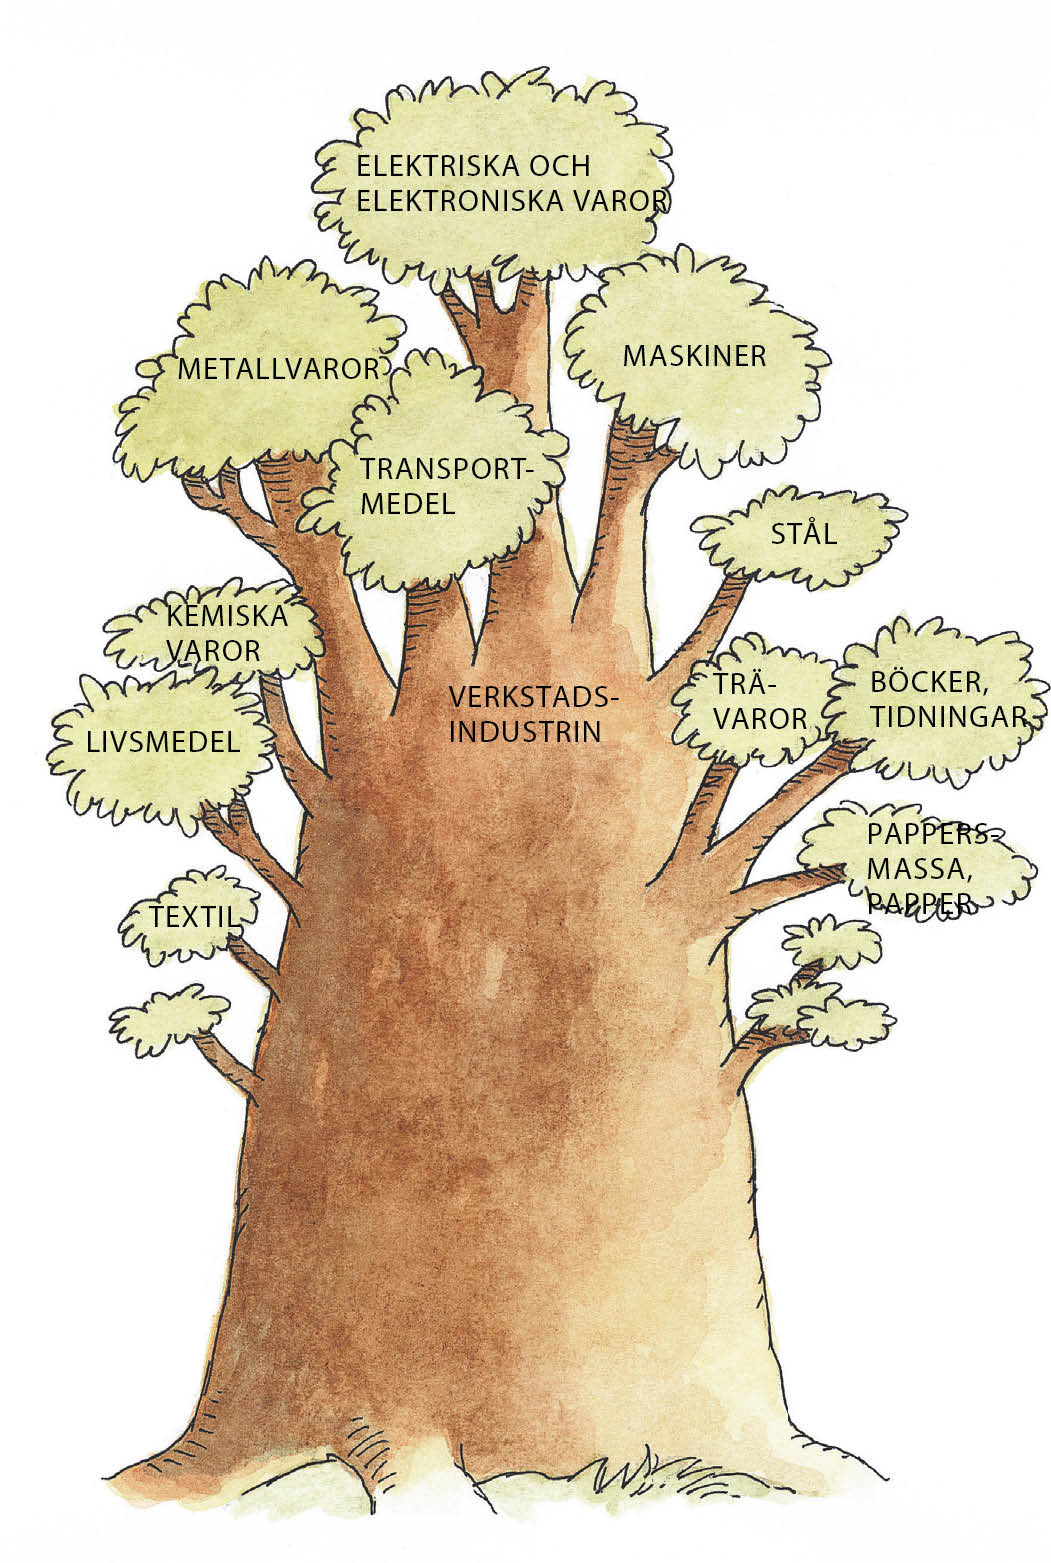 ELEKTRISKA OCH
ELEKTRONISKA VAROR
METALLVAROR
MASKINER
TRANSPORT-
MEDEL
STÅL
KEMISKA
VAROR
TRÄ-
VAROR
BÖCKER,
TIDNINGAR
VERKSTADS-
INDUSTRIN
LIVSMEDEL
PAPPERS-
MASSA,
PAPPER
TEXTIL